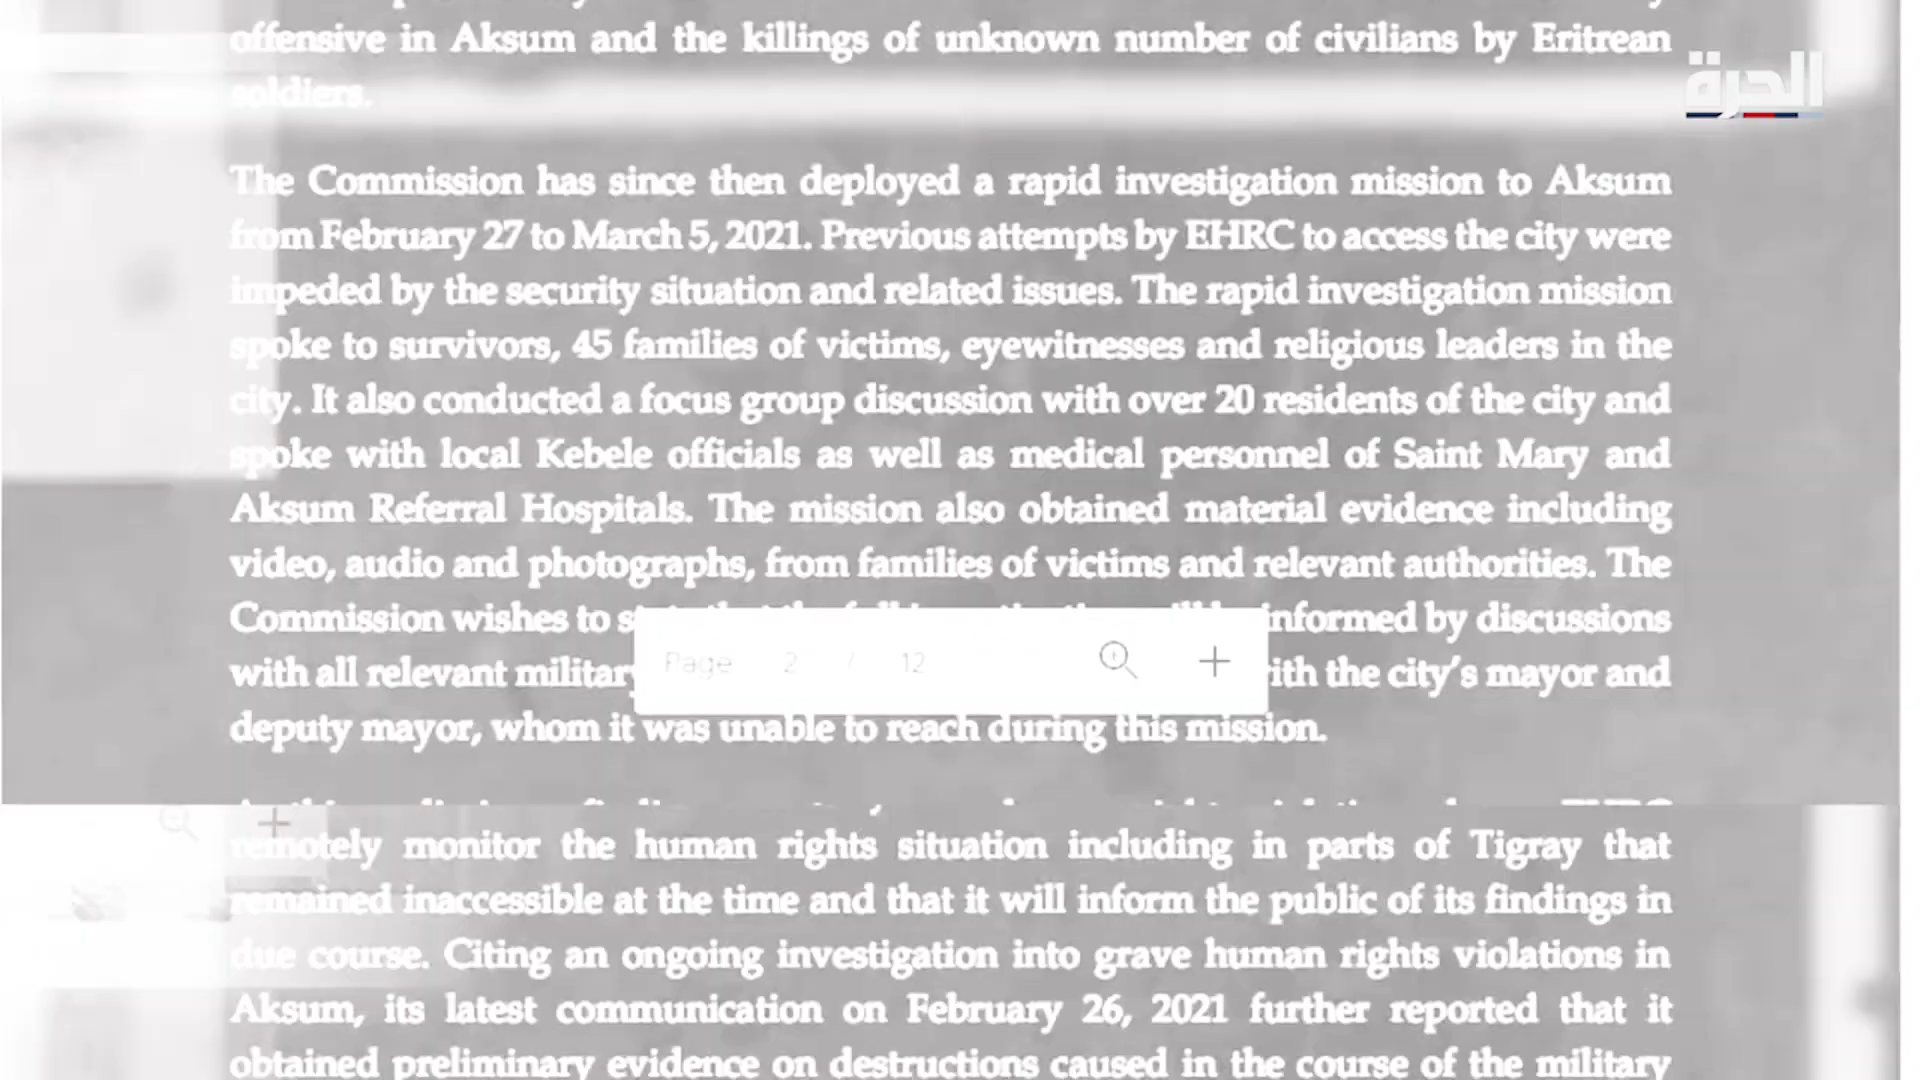 offensive in Aksum and the killings of unknown number of civilians by Eritrean
soldiers.
الحرة
The Commission has since then deployed a rapid investigation mission to Aksum
from February 27 to March 5, 2021. Previous attempts by EHRC to access the city were
impeded by the security situation and related issues. The rapid investigation mission
spoke to survivors, 45 families of victims, eyewitnesses and religious leaders in the
city. It also conducted a focus group discussion with over 20 residents of the city and
spoke with local Kebele officials as well as medical personnel of Saint Mary and
Aksum Referral Hospitals. The mission also obtained material evidence including
video, audio and photographs, from families of victims and relevant authorities. The
Commission wishes to informed by discussions
with all relevant military the city's mayor and
Page 2 / 12
deputy mayor, whom it was unable to reach during this mission.
remotely monitor the human rights situation including in parts of Tigray that
remained inaccessible at the time and that it will inform the public of its findings in
due course. Citing an ongoing investigation into grave human rights violations in
Aksum, its latest communication on February 26, 2021 further reported that it
obtained preliminary evidence on destructions caused in the course of the military